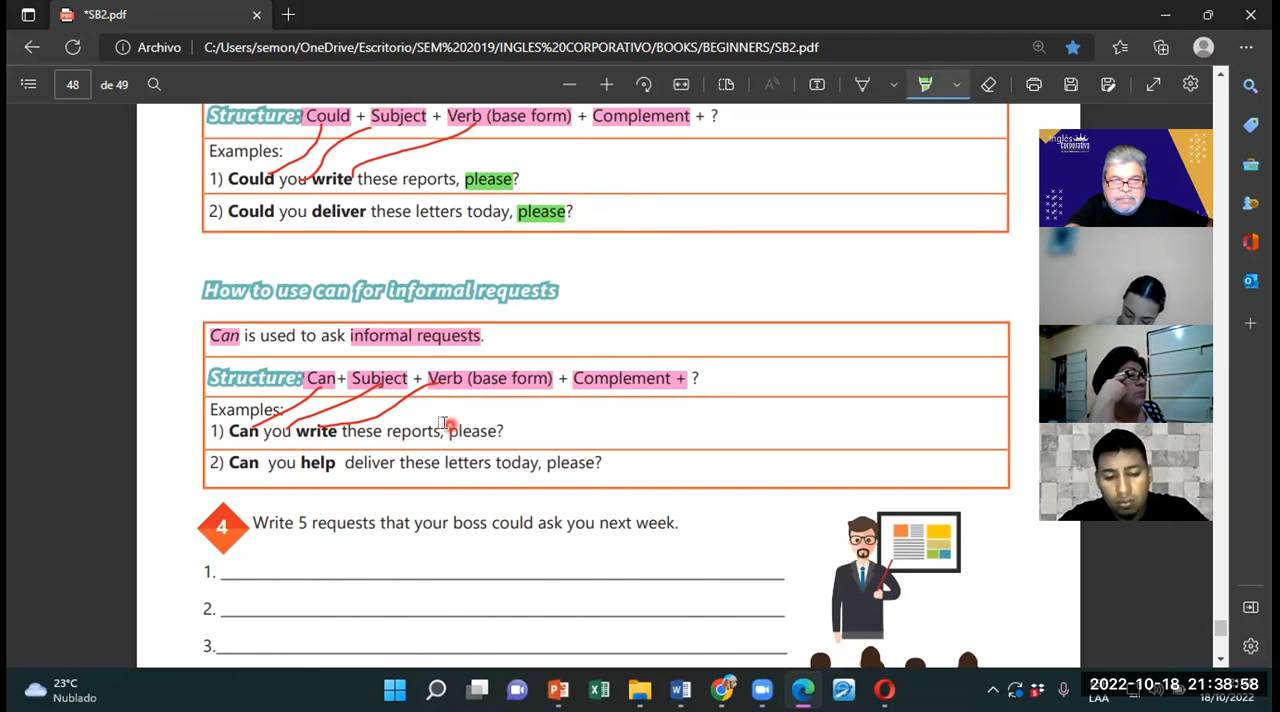 *SB2.pdf
Archivo
C:/Users/semon/OneDrive/Escritorio/SEM%202019/INGLES%20CORPORATIVO/BOOKS/BEGINNERS/SB2.pdf
48 de 49
Structure: Could + Subject + Verb (base form) + Complement + ?
Examples:
1) Could you write these reports, please?
2) Could you deliver these letters today, please?
How to use can for informal requests
Can is used to ask informal requests.
Structure: Can+ Subject + Verb (base form) + Complement + ?
Examples:
1) Can you write these reports, please?
2) Can you help deliver these letters today, please?
4 Write 5 requests that your boss could ask you next week.
1.
2.
3.
Inglés
Corporativo
23°C
Nublado
LAA
2022-10-18 21:38:58
18/10/2022